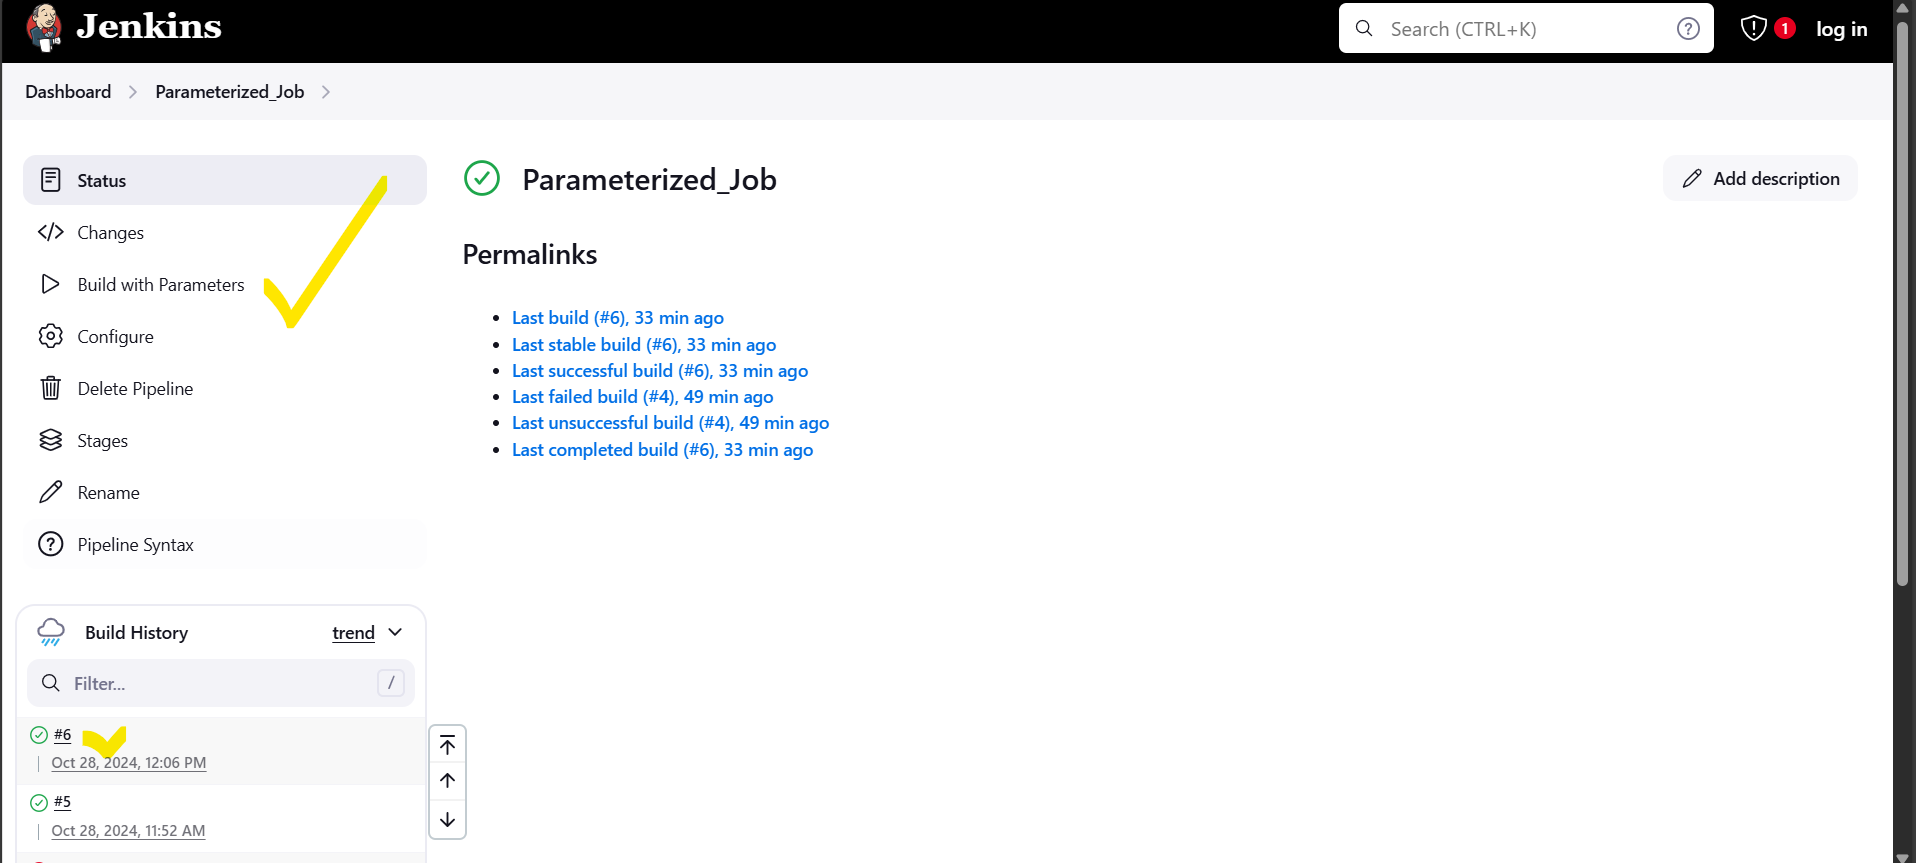 Jenkins
Search (CTRL+K)
1
log in
Dashboard
Parameterized_Job
Status
Changes
Build with Parameters
Configure
Delete Pipeline
Stages
Rename
Pipeline Syntax
Parameterized_Job
Add description
Permalinks
Last build (#6), 33 min ago
Last stable build (#6), 33 min ago
Last successful build (#6), 33 min ago
Last failed build (#4), 49 min ago
Last unsuccessful build (#4), 49 min ago
Last completed build (#6), 33 min ago
Build History
trend
Filter...
/
#6
Oct 28, 2024, 12:06 PM
#5
Oct 28, 2024, 11:52 AM